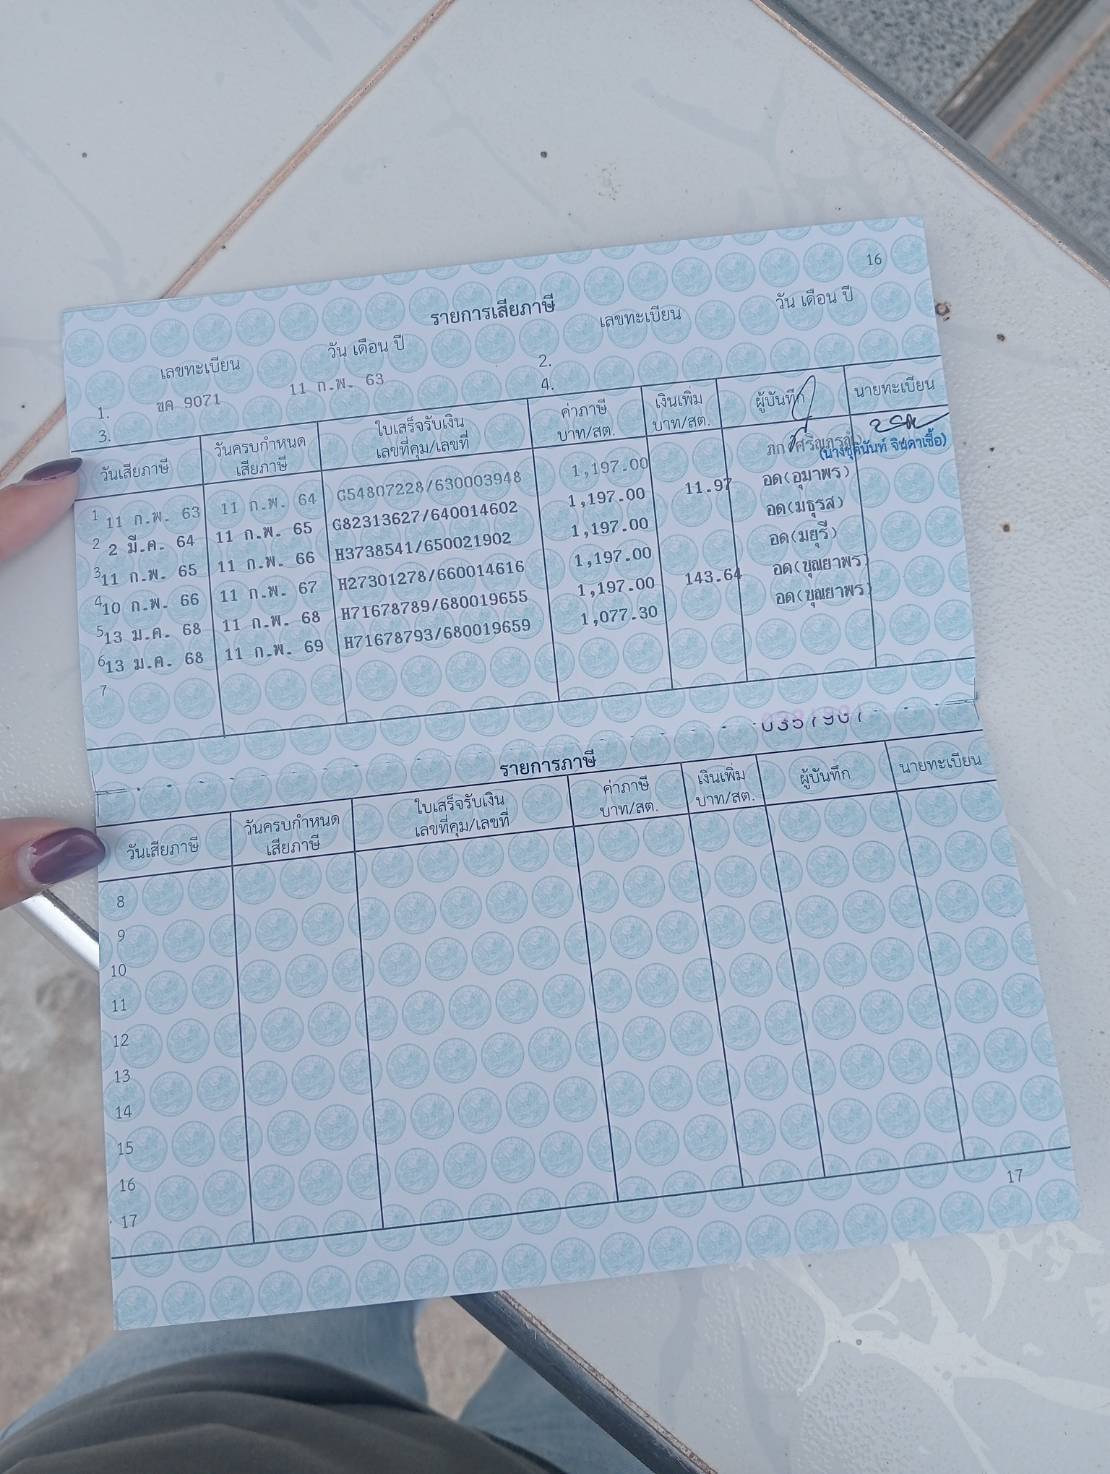 16
รายการเสียภาษี
เลขทะเบียน วัน เดือน ปี เลขทะเบียน วัน เดือน ปี
1. ขค 9071 11 ก.พ. 63 2.
3. 4.
วันเสียภาษี วันครบกำหนดเสียภาษี ใบเสร็จรับเงิน เลขที่คุม/เลขที่ ค่าภาษี บาท/สต. เงินเพิ่ม บาท/สต. ผู้บันทึก นายทะเบียน
1 11 ก.พ. 63 11 ก.พ. 64 G54807228/630003948 1,197.00
2 2 มี.ค. 64 11 ก.พ. 65 G82313627/640014602 1,197.00 11.97 อด(อุมาพร)
3 11 ก.พ. 65 11 ก.พ. 66 H3738541/650021902 1,197.00 อด(มธุรส)
4 10 ก.พ. 66 11 ก.พ. 67 H27301278/660014616 1,197.00 อด(มยุรี)
5 13 ม.ค. 68 11 ก.พ. 68 H71678789/680019655 1,197.00 143.64 อด(บุณยาพร)
6 13 ม.ค. 68 11 ก.พ. 69 H71678793/680019659 1,077.30 อด(บุณยาพร)
7
รายการภาษี
วันเสียภาษี วันครบกำหนดเสียภาษี ใบเสร็จรับเงิน เลขที่คุม/เลขที่ ค่าภาษี บาท/สต. เงินเพิ่ม บาท/สต. ผู้บันทึก นายทะเบียน
8
9
10
11
12
13
14
15
16
17
17